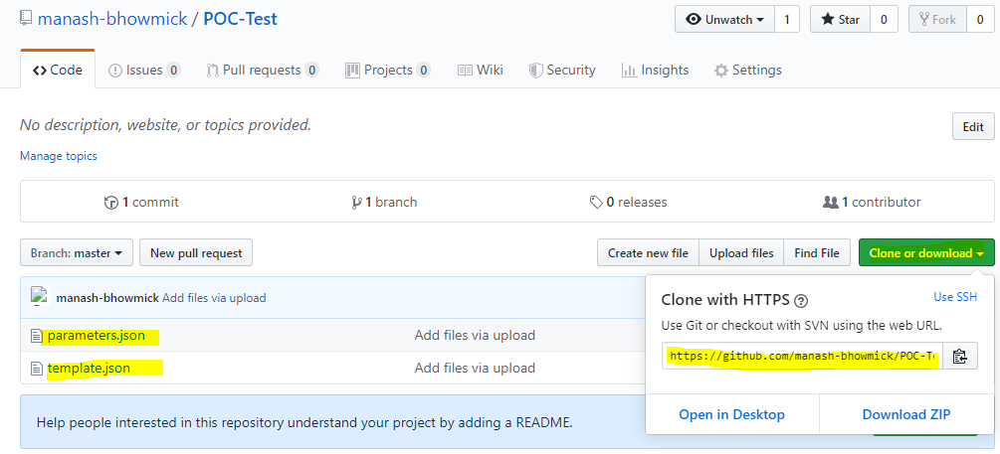 manash-bhowmick / POC-Test
Unwatch 1 Star 0 Fork 0
Code Issues 0 Pull requests 0 Projects 0 Wiki Security Insights Settings
No description, website, or topics provided.
Edit
Manage topics
1 commit 1 branch 0 releases 1 contributor
Branch: master New pull request Create new file Upload files Find File Clone or download
manash-bhowmick Add files via upload
Clone with HTTPS ? Use SSH
Use Git or checkout with SVN using the web URL.
parameters.json Add files via upload
https://github.com/manash-bhowmick/POC-Te
template.json Add files via upload
Open in Desktop Download ZIP
Help people interested in this repository understand your project by adding a README.